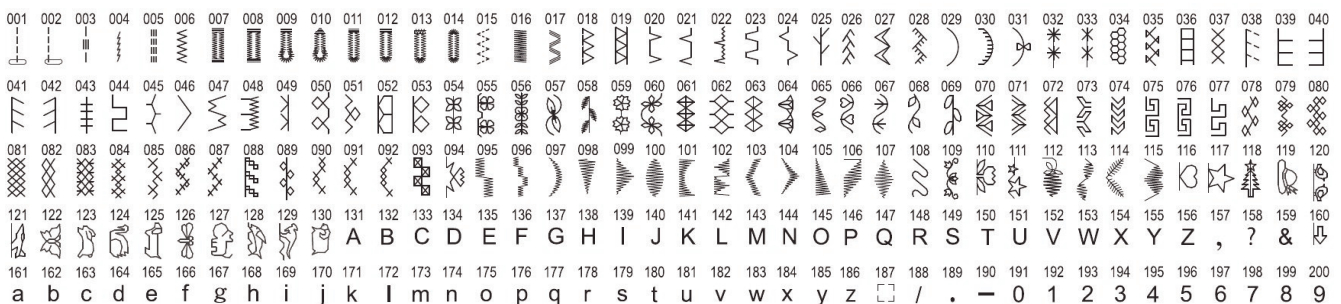 001 002 003 004 005 006 007 008 009 010 011 012 013 014 015 016 017 018 019 020 021 022 023 024 025 026 027 028 029 030 031 032 033 034 035 036 037 038 039 040
041 042 043 044 045 046 047 048 049 050 051 052 053 054 055 056 057 058 059 060 061 062 063 064 065 066 067 068 069 070 071 072 073 074 075 076 077 078 079 080
081 082 083 084 085 086 087 088 089 090 091 092 093 094 095 096 097 098 099 100 101 102 103 104 105 106 107 108 109 110 111 112 113 114 115 116 117 118 119 120
121 122 123 124 125 126 127 128 129 130 131 132 133 134 135 136 137 138 139 140 141 142 143 144 145 146 147 148 149 150 151 152 153 154 155 156 157 158 159 160
A B C D E F G H I J K L M N O P Q R S T U V W X Y Z , ? &
161 162 163 164 165 166 167 168 169 170 171 172 173 174 175 176 177 178 179 180 181 182 183 184 185 186 187 188 189 190 191 192 193 194 195 196 197 198 199 200
a b c d e f g h i j k l m n o p q r s t u v w x y z / . – 0 1 2 3 4 5 6 7 8 9